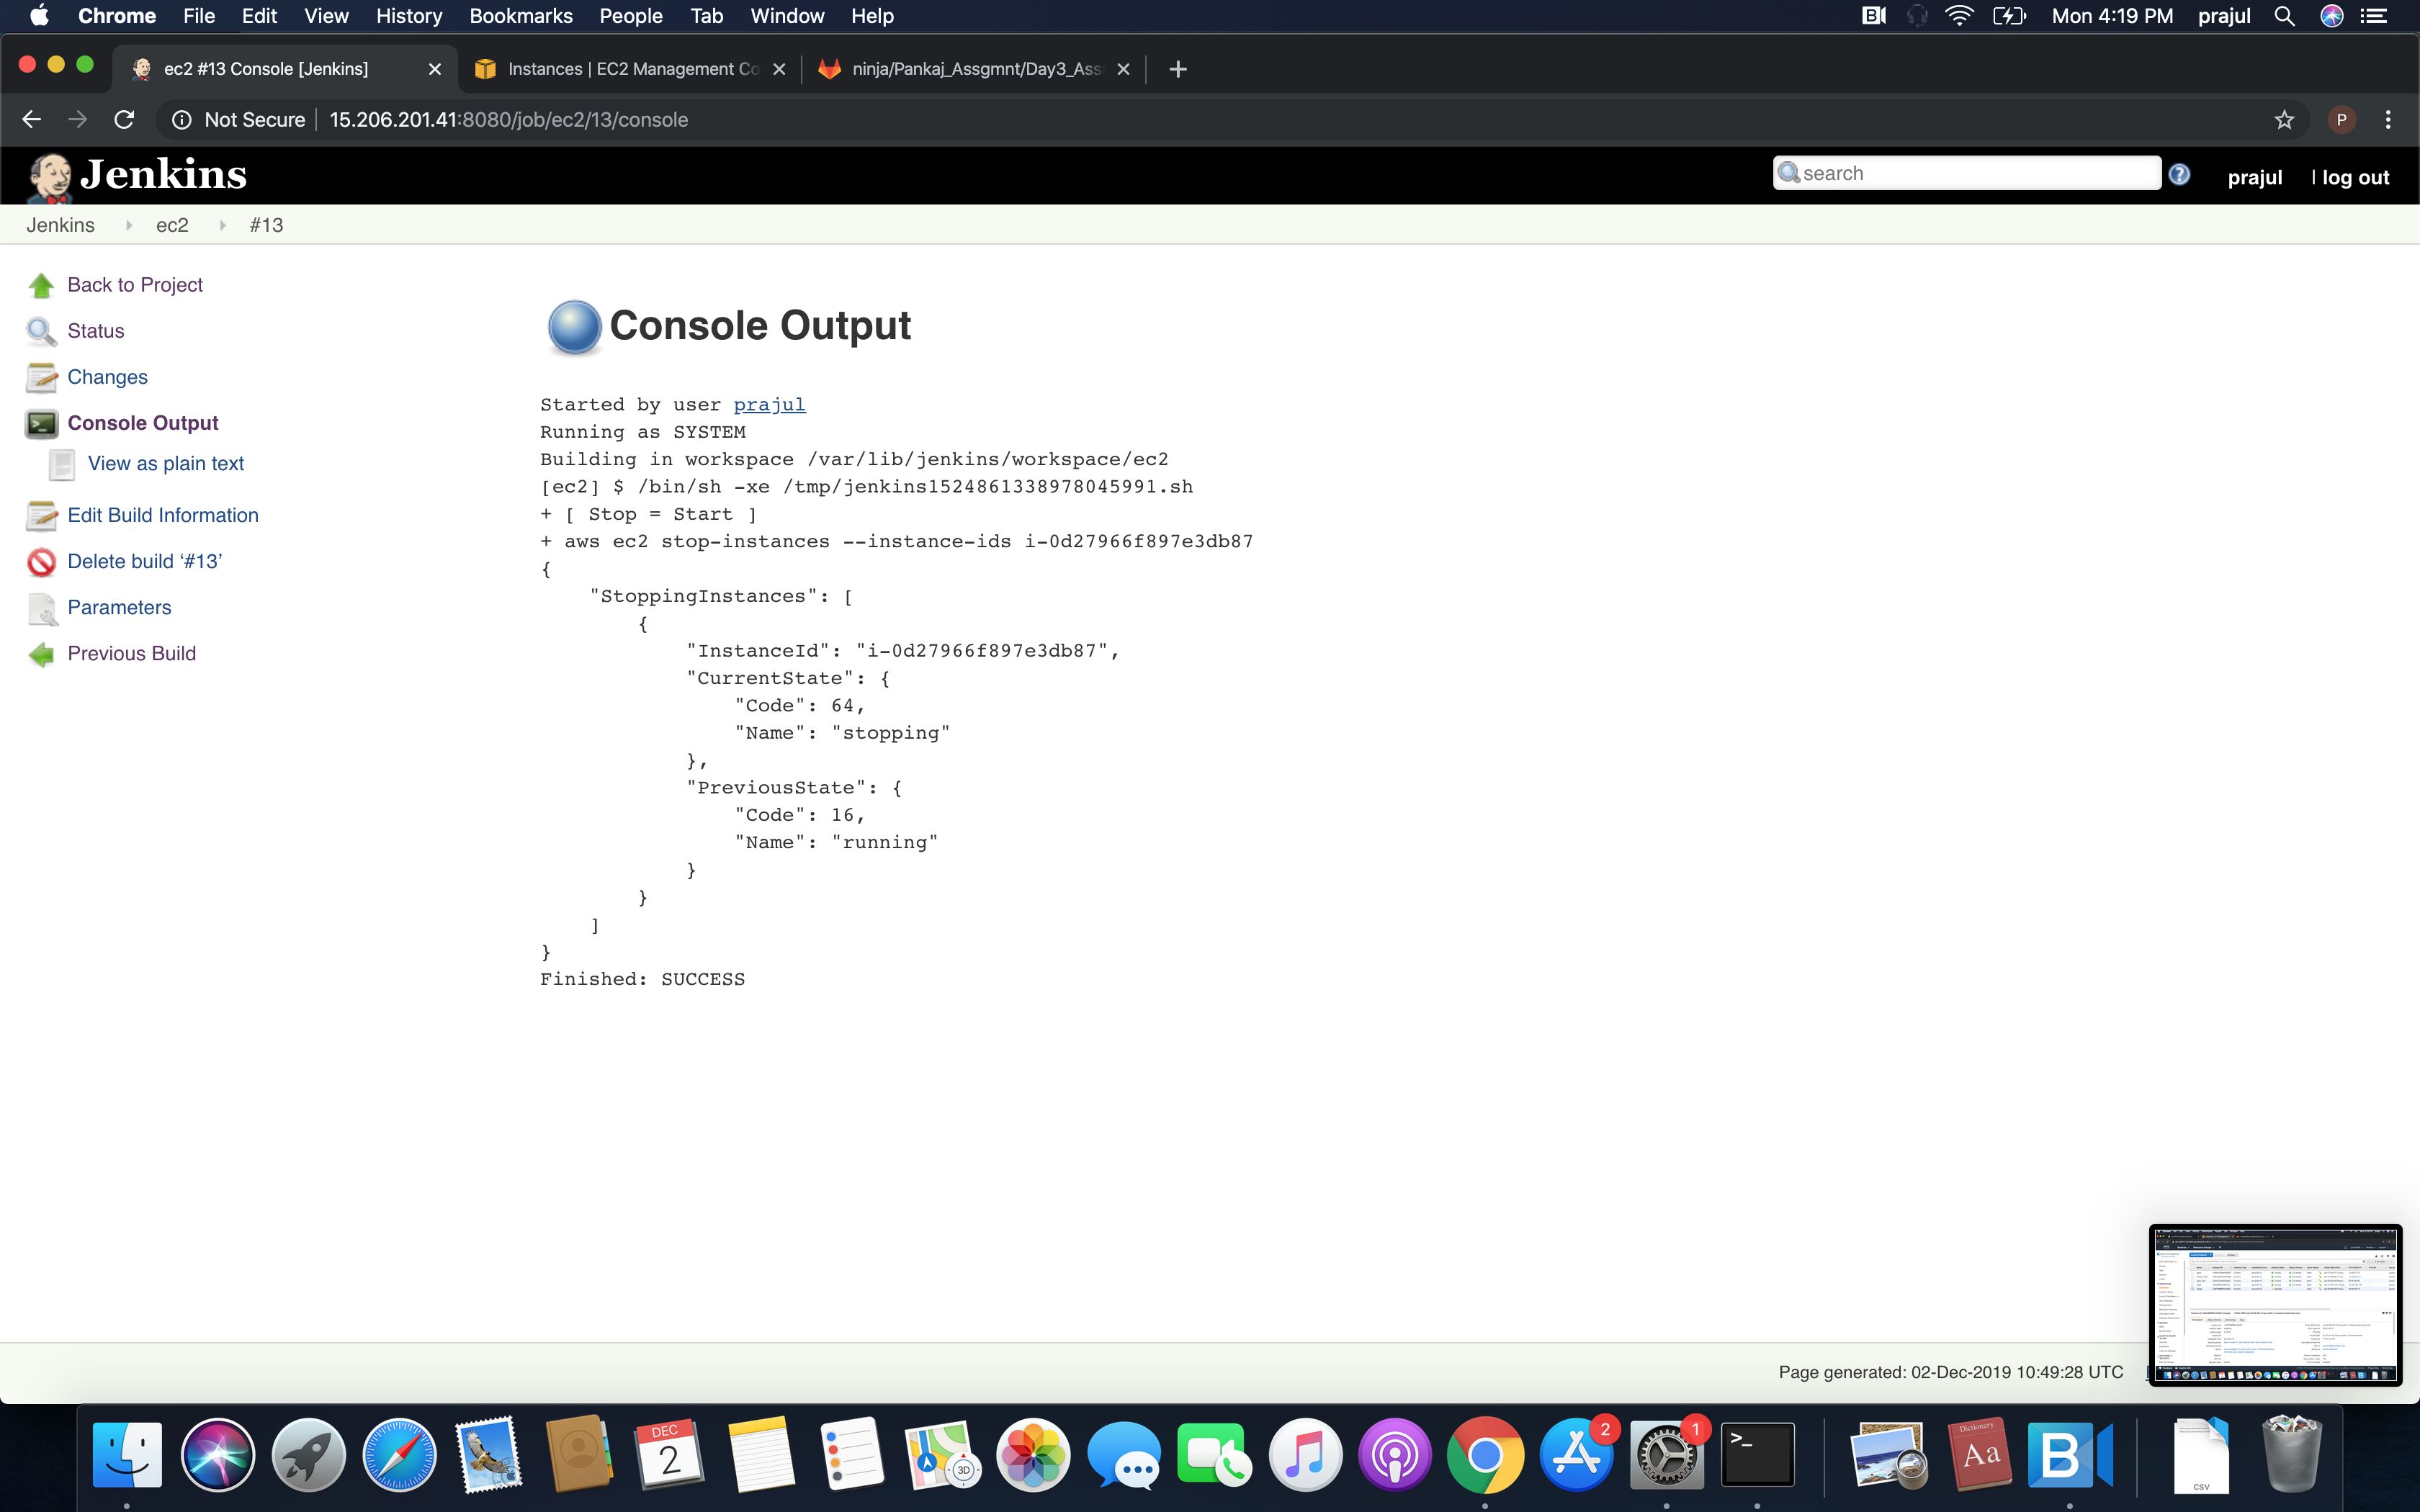 Chrome File Edit View History Bookmarks People Tab Window Help
Mon 4:19 PM prajul
ec2 #13 Console [Jenkins]
Instances | EC2 Management Co
ninja/Pankaj_Assgmnt/Day3_Ass
Not Secure 15.206.201.41:8080/job/ec2/13/console
P
Jenkins
search
prajul | log out
Jenkins ec2 #13
Back to Project
Status
Changes
Console Output
View as plain text
Edit Build Information
Delete build ‘#13’
Parameters
Previous Build
Console Output
Started by user prajul
Running as SYSTEM
Building in workspace /var/lib/jenkins/workspace/ec2
[ec2] $ /bin/sh -xe /tmp/jenkins1524861338978045991.sh
+ [ Stop = Start ]
+ aws ec2 stop-instances --instance-ids i-0d27966f897e3db87
{
    "StoppingInstances": [
        {
            "InstanceId": "i-0d27966f897e3db87",
            "CurrentState": {
                "Code": 64,
                "Name": "stopping"
            },
            "PreviousState": {
                "Code": 16,
                "Name": "running"
            }
        }
    ]
}
Finished: SUCCESS
Page generated: 02-Dec-2019 10:49:28 UTC
DEC
2
3D
2
1
>_
Dictionary
Aa
B
CSV